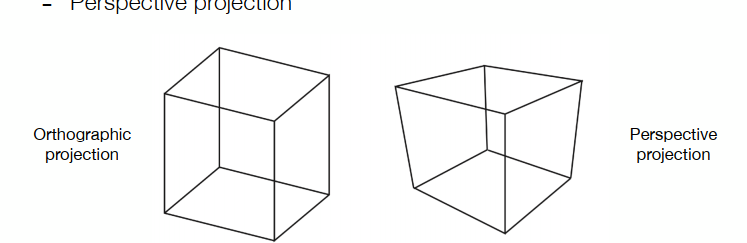 - Perspective projection
Orthographic
projection
Perspective
projection